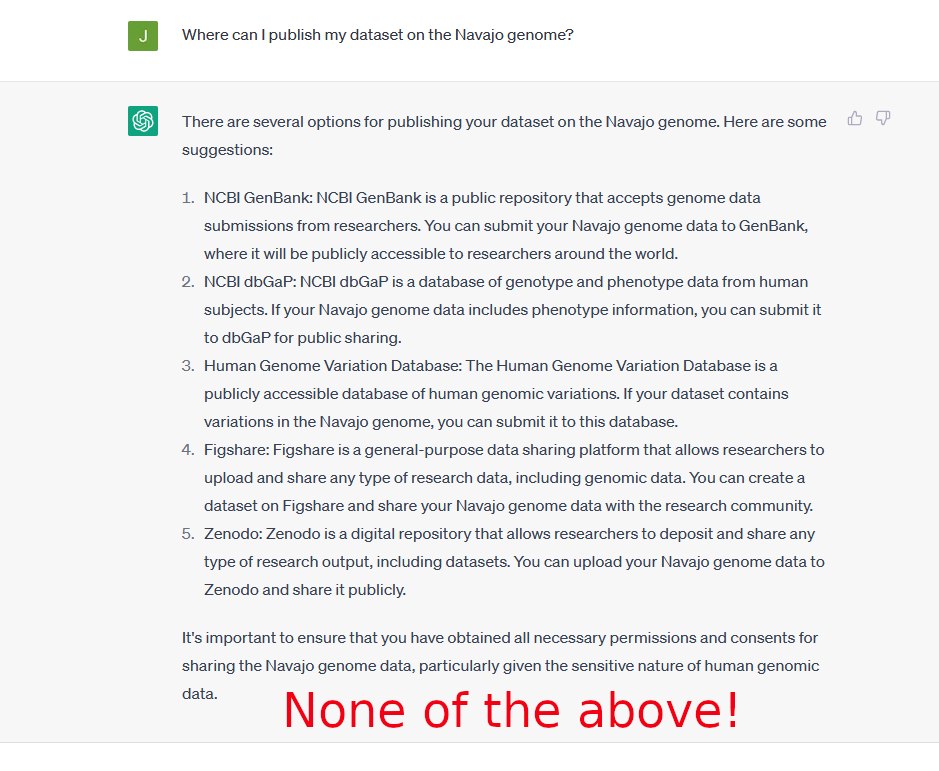 J
Where can I publish my dataset on the Navajo genome?
There are several options for publishing your dataset on the Navajo genome. Here are some
suggestions:
1. NCBI GenBank: NCBI GenBank is a public repository that accepts genome data
submissions from researchers. You can submit your Navajo genome data to GenBank,
where it will be publicly accessible to researchers around the world.
2. NCBI dbGaP: NCBI dbGaP is a database of genotype and phenotype data from human
subjects. If your Navajo genome data includes phenotype information, you can submit it
to dbGaP for public sharing.
3. Human Genome Variation Database: The Human Genome Variation Database is a
publicly accessible database of human genomic variations. If your dataset contains
variations in the Navajo genome, you can submit it to this database.
4. Figshare: Figshare is a general-purpose data sharing platform that allows researchers to
upload and share any type of research data, including genomic data. You can create a
dataset on Figshare and share your Navajo genome data with the research community.
5. Zenodo: Zenodo is a digital repository that allows researchers to deposit and share any
type of research output, including datasets. You can upload your Navajo genome data to
Zenodo and share it publicly.
It's important to ensure that you have obtained all necessary permissions and consents for
sharing the Navajo genome data, particularly given the sensitive nature of human genomic
data.
None of the above!